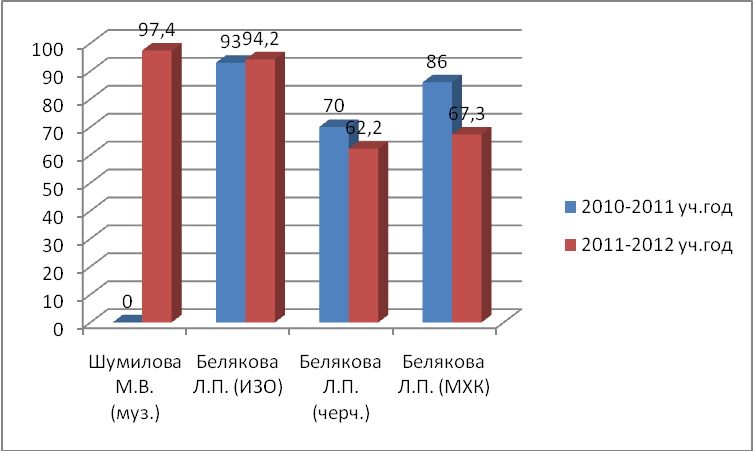 97,4
93
94,2
86
70
62,2
67,3
0
100
90
80
70
60
50
40
30
20
10
0
Шумилова
М.В.
(муз.)
Белякова
Л.П. (ИЗО)
Белякова
Л.П.
(черч.)
Белякова
Л.П. (МХК)
2010-2011 уч.год
2011-2012 уч.год